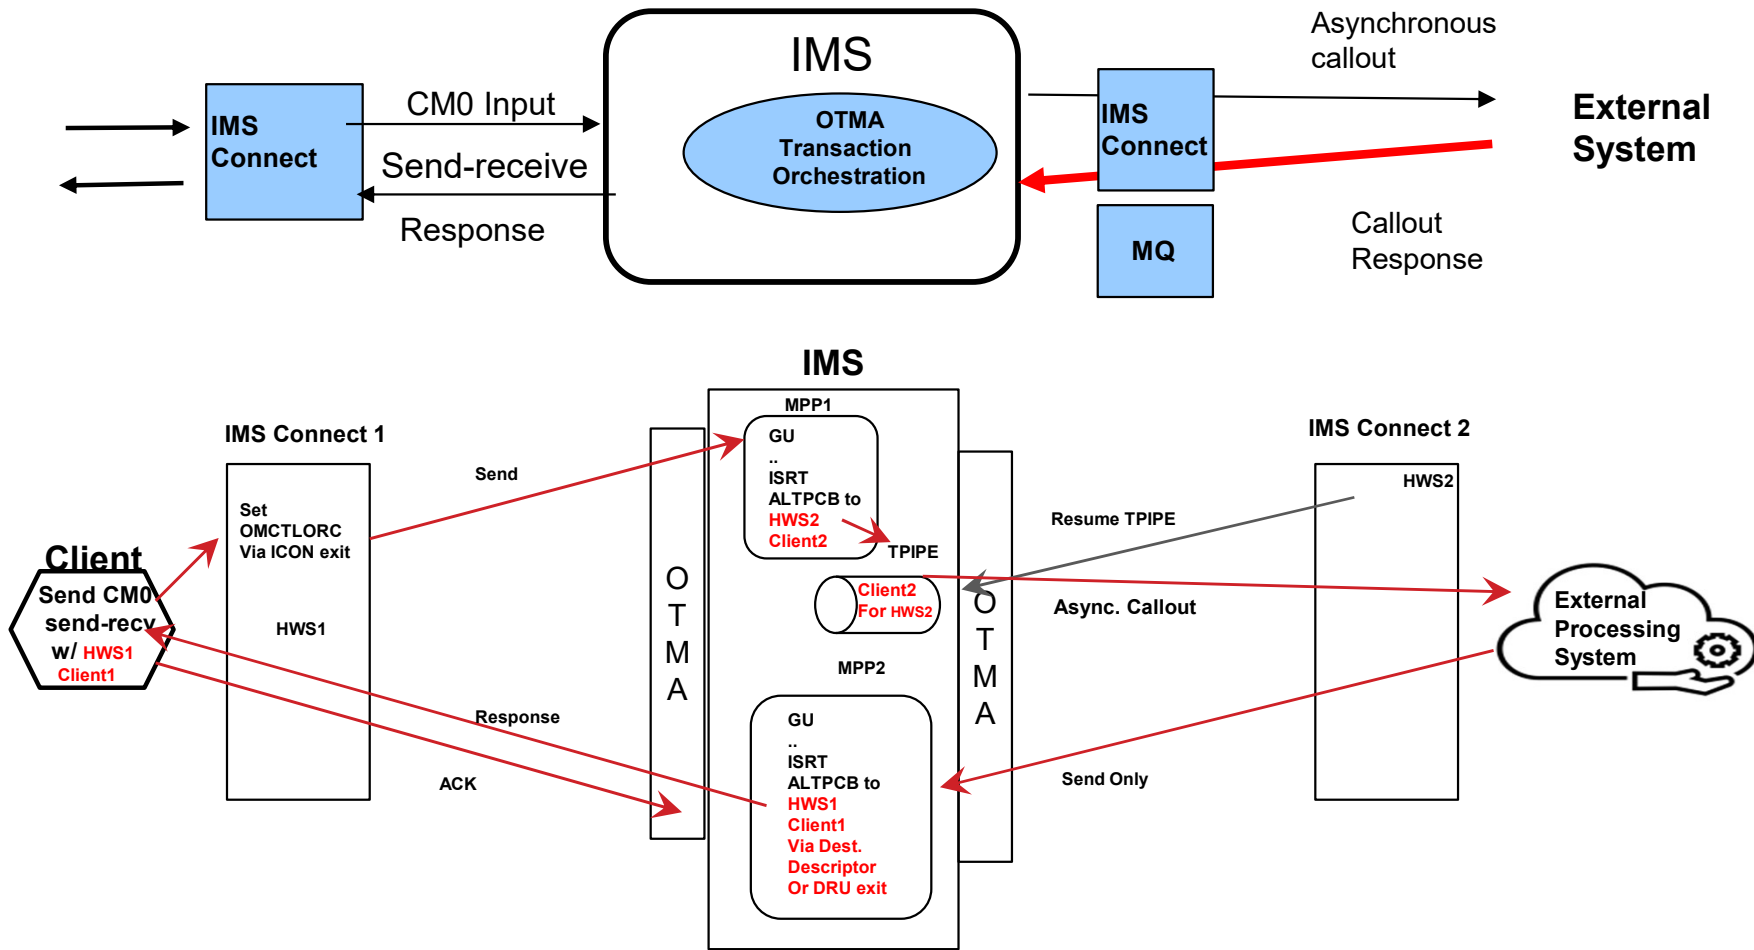 IMS
Asynchronous
callout
CM0 Input
IMS
Connect
OTMA
Transaction
Orchestration
IMS
Connect
External
System
Send-receive
Response
MQ
Callout
Response
IMS
MPP1
IMS Connect 1
IMS Connect 2
GU
..
ISRT
ALTPCB to
HWS2
Client2
Send
HWS2
Set
OMCTLORC
Via ICON exit
Resume TPIPE
TPIPE
Client
Send CM0
send-recv
w/ HWS1
Client1
HWS1
O
T
M
A
Client2
For HWS2
O
T
M
A
Async. Callout
External
Processing
System
MPP2
Response
GU
..
ISRT
ALTPCB to
HWS1
Client1
Via Dest.
Descriptor
Or DRU exit
ACK
Send Only